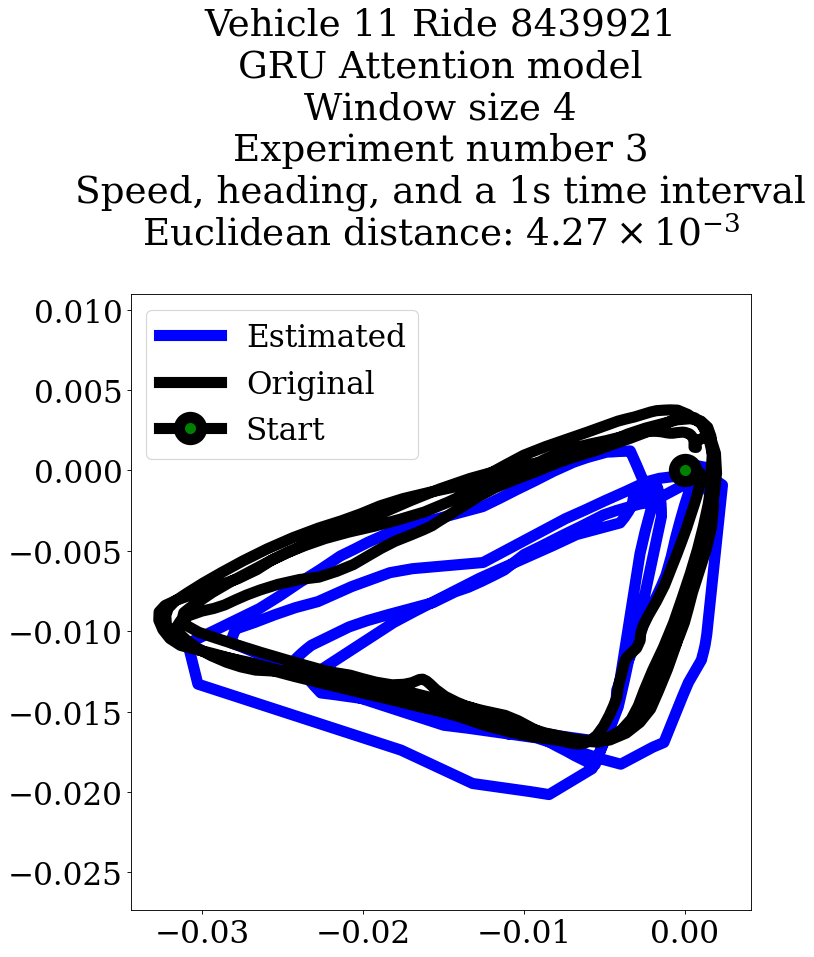 Vehicle 11 Ride 8439921
GRU Attention model
Window size 4
Experiment number 3
Speed, heading, and a 1s time interval
Euclidean distance: 4.27 × 10⁻³
0.010
0.005
0.000
−0.005
−0.010
−0.015
−0.020
−0.025
Estimated
Original
Start
−0.03
−0.02
−0.01
0.00